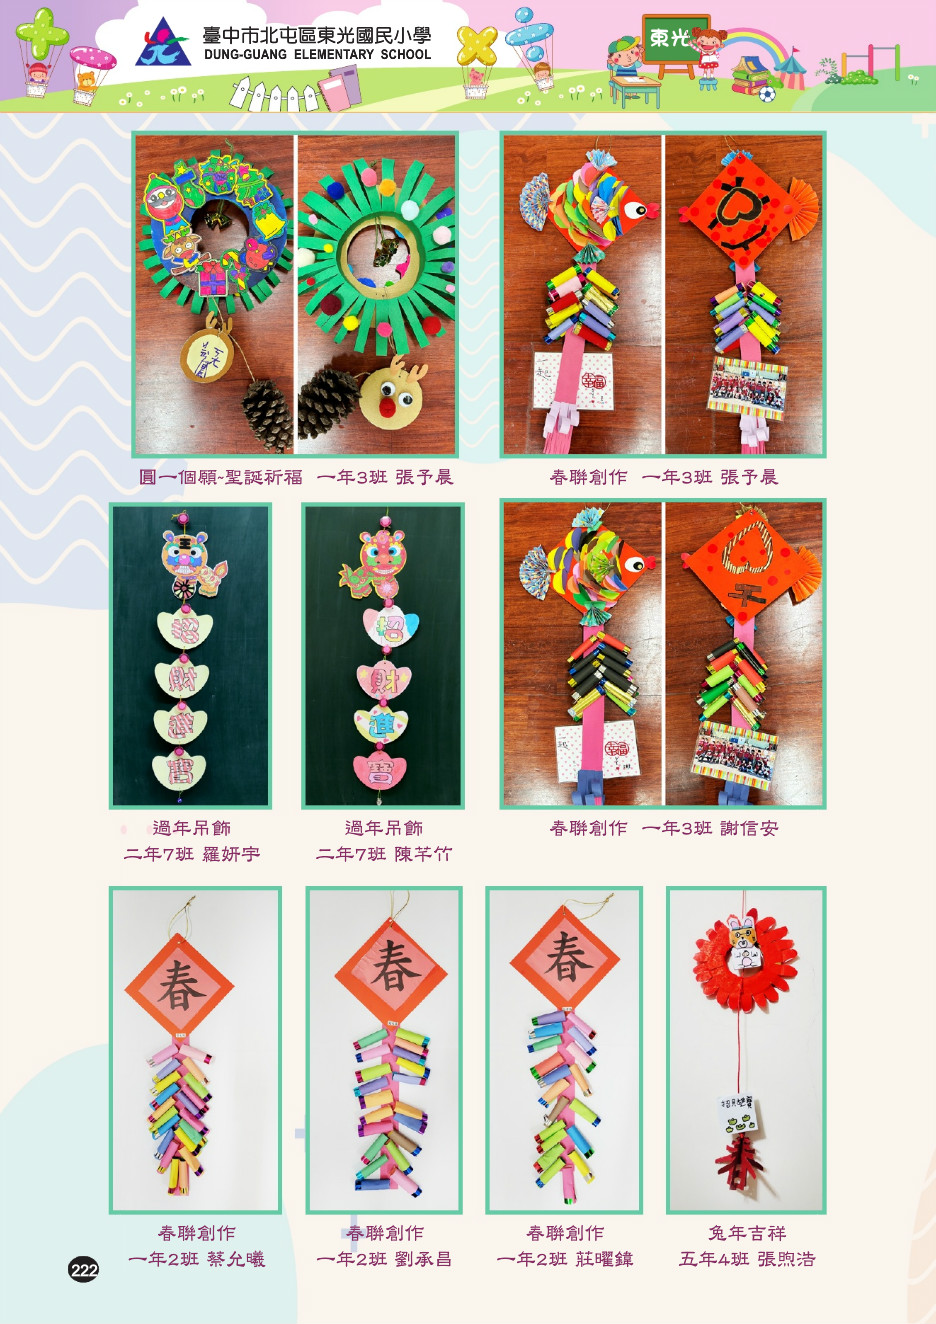 臺中市北屯區東光國民小學
DUNG-GUANG ELEMENTARY SCHOOL
東光
幸福
幸福
圓一個願~聖誕祈福 一年3班 張予晨
春聯創作 一年3班 張予晨
招
財
進
寶
招
財
進
寶
平
幸福
過年吊飾
二年7班 羅妍宇
過年吊飾
二年7班 陳芊竹
春聯創作 一年3班 謝信安
春
春
春
春聯創作
一年2班 蔡允曦
春聯創作
一年2班 劉承昌
春聯創作
一年2班 莊曜鍏
兔年吉祥
五年4班 張煦浩
222